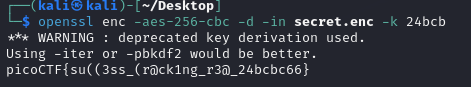 ┌──(kali㉿kali)-[~/Desktop]
└─$ openssl enc -aes-256-cbc -d -in secret.enc -k 24bcb
*** WARNING : deprecated key derivation used.
Using -iter or -pbkdf2 would be better.
picoCTF{su((3ss_(r@ck1ng_r3@_24bcbc66}